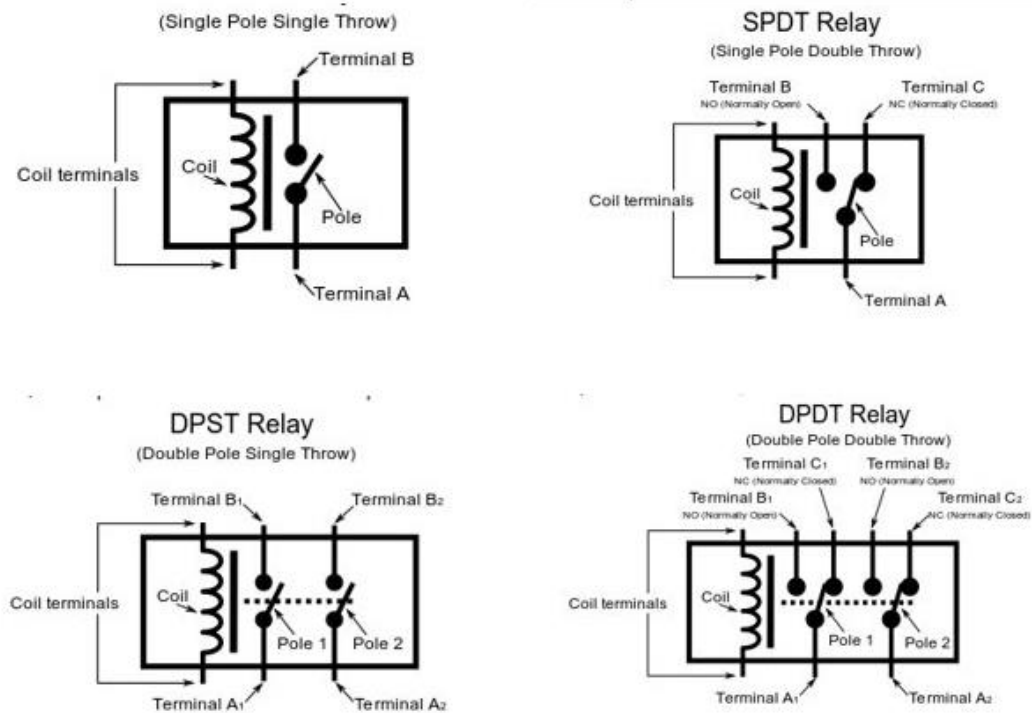 (Single Pole Single Throw)
Terminal B
Coil terminals
Coil
Pole
Terminal A
SPDT Relay
(Single Pole Double Throw)
Terminal B
NO (Normally Open)
Terminal C
NC (Normally Closed)
Coil terminals
Coil
Pole
Terminal A
DPST Relay
(Double Pole Single Throw)
Terminal B1
Terminal B2
Coil terminals
Coil
Pole 1
Pole 2
Terminal A1
Terminal A2
DPDT Relay
(Double Pole Double Throw)
Terminal C1
NC (Normally Closed)
Terminal B2
NO (Normally Open)
Terminal B1
NO (Normally Open)
Terminal C2
NC (Normally Closed)
Coil terminals
Coil
Pole 1
Pole 2
Terminal A1
Terminal A2